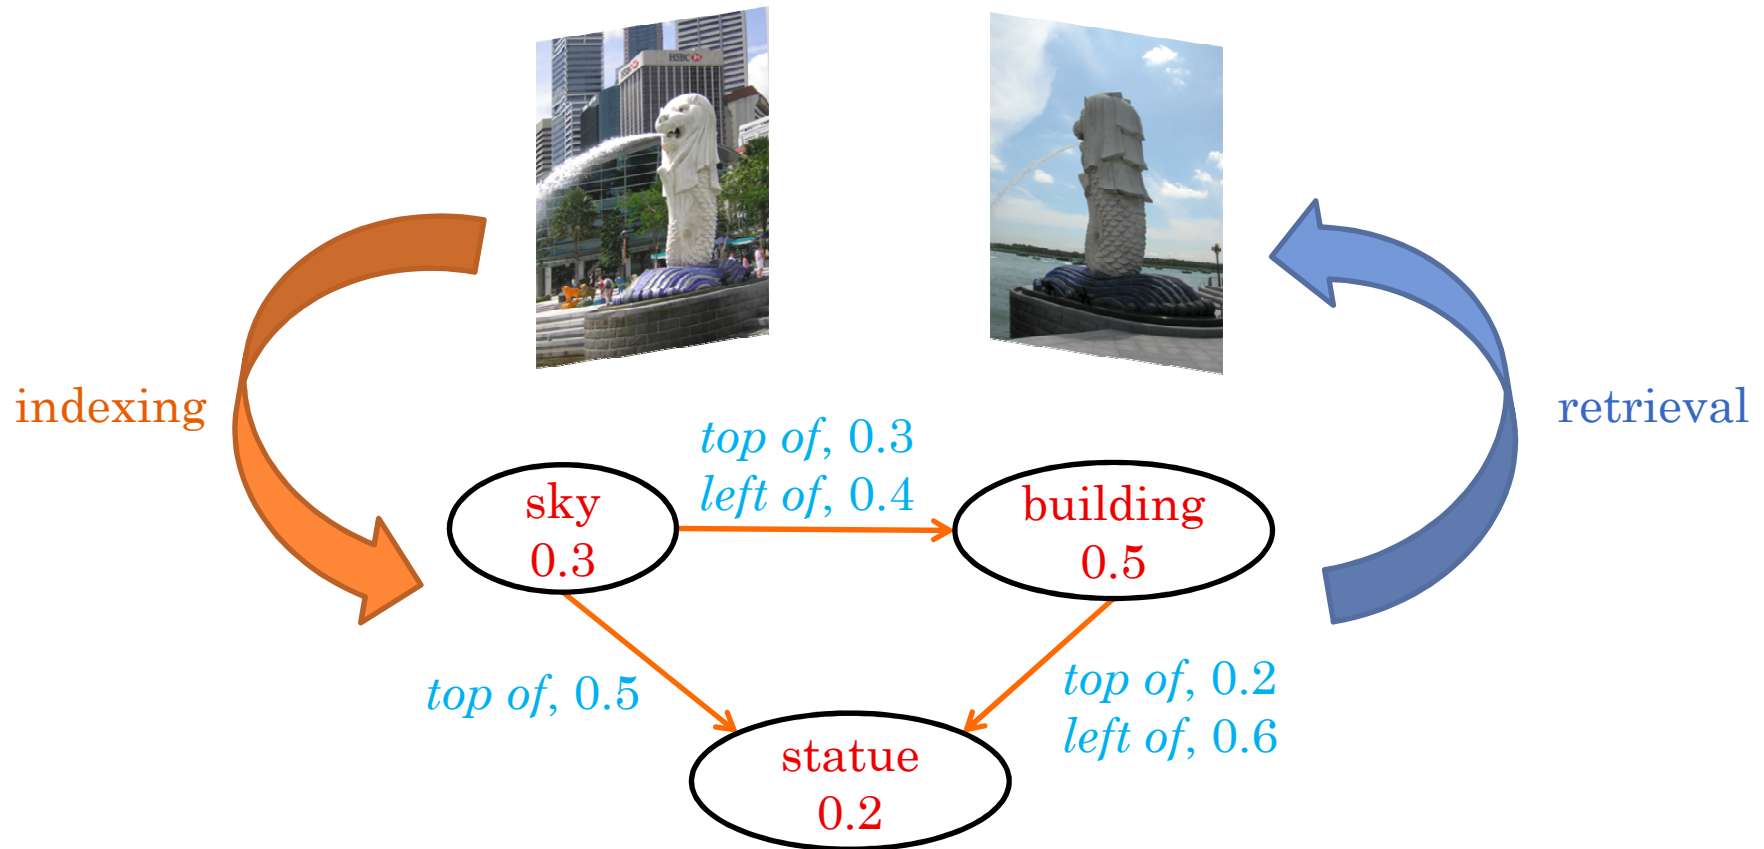 HSBC
indexing
retrieval
top of, 0.3
left of, 0.4
sky
0.3
building
0.5
top of, 0.5
top of, 0.2
left of, 0.6
statue
0.2